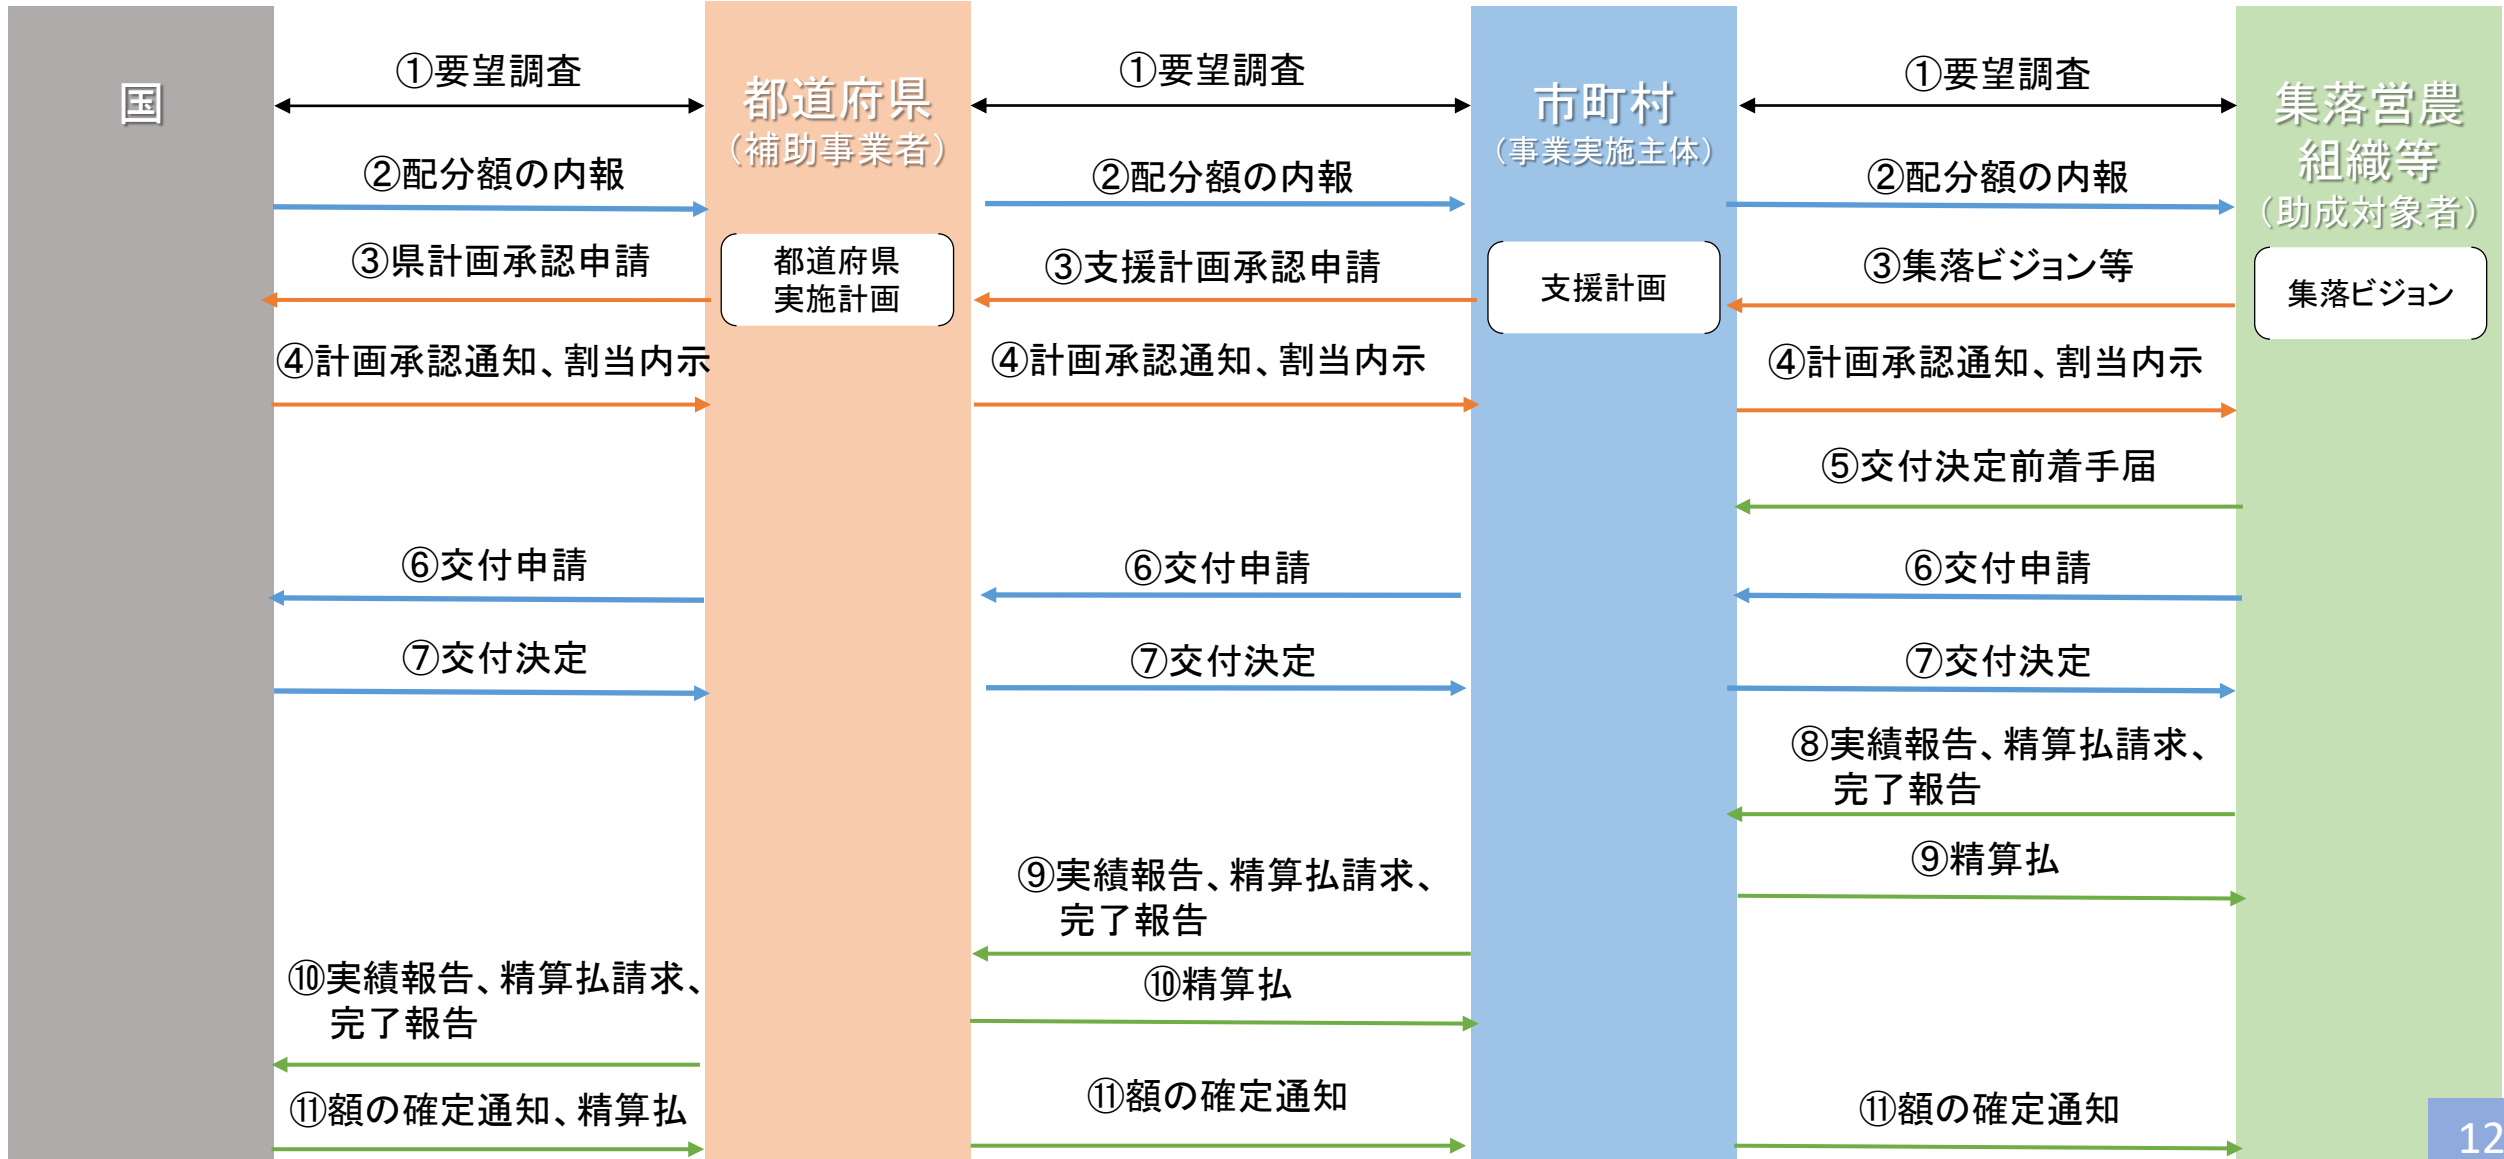 国
都道府県
（補助事業者）
市町村
（事業実施主体）
集落営農
組織等
（助成対象者）
①要望調査
①要望調査
①要望調査
②配分額の内報
②配分額の内報
②配分額の内報
③県計画承認申請
都道府県
実施計画
③支援計画承認申請
支援計画
③集落ビジョン等
集落ビジョン
④計画承認通知、割当内示
④計画承認通知、割当内示
④計画承認通知、割当内示
⑤交付決定前着手届
⑥交付申請
⑥交付申請
⑥交付申請
⑦交付決定
⑦交付決定
⑦交付決定
⑧実績報告、精算払請求、
完了報告
⑨精算払
⑨実績報告、精算払請求、
完了報告
⑩精算払
⑩実績報告、精算払請求、
完了報告
⑪額の確定通知、精算払
⑪額の確定通知
⑪額の確定通知
12